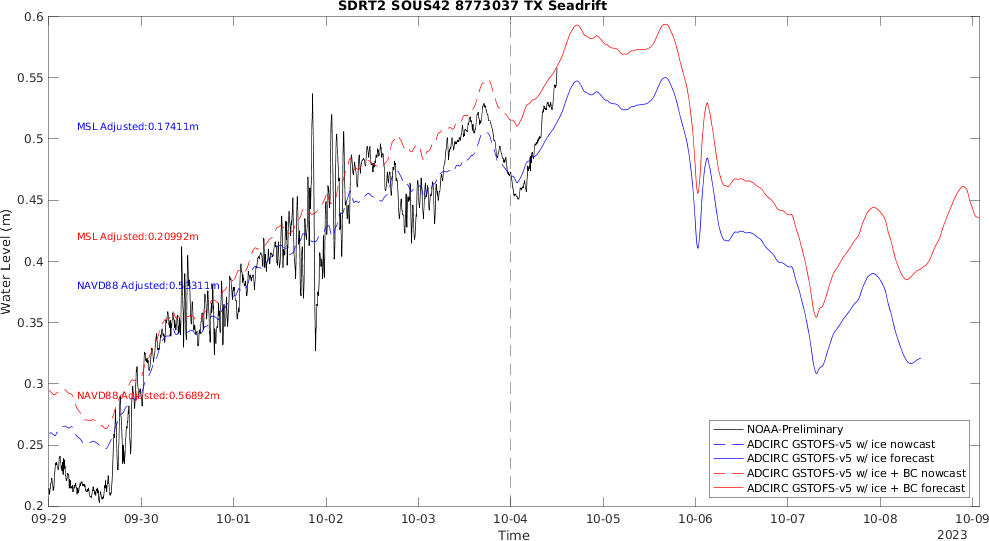 SDRT2 SOUS42 8773037 TX Seadrift
0.6
0.55
0.5
0.45
0.4
0.35
0.3
0.25
0.2
Water Level (m)
MSL Adjusted:0.17411m
MSL Adjusted:0.20992m
NAVD88 Adjusted:0.53311m
NAVD88 Adjusted:0.56892m
NOAA-Preliminary
ADCIRC GSTOFS-v5 w/ ice nowcast
ADCIRC GSTOFS-v5 w/ ice forecast
ADCIRC GSTOFS-v5 w/ ice + BC nowcast
ADCIRC GSTOFS-v5 w/ ice + BC forecast
09-29 09-30 10-01 10-02 10-03 10-04 10-05 10-06 10-07 10-08 10-09
Time
2023